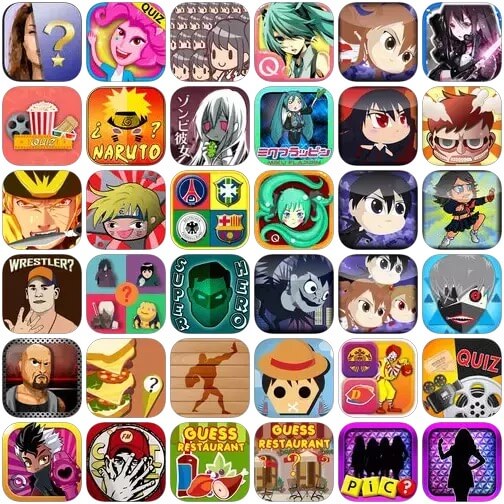 ?
QUIZ
Q
QUIZ
¿ ?
NARUTO
ゾンビ彼女
ミクフラッピン
WRESTLER?
?
SUPER
HERO
?
QUIZ
GUESS
RESTAURANT
GUESS
RESTAURANT
PIC?